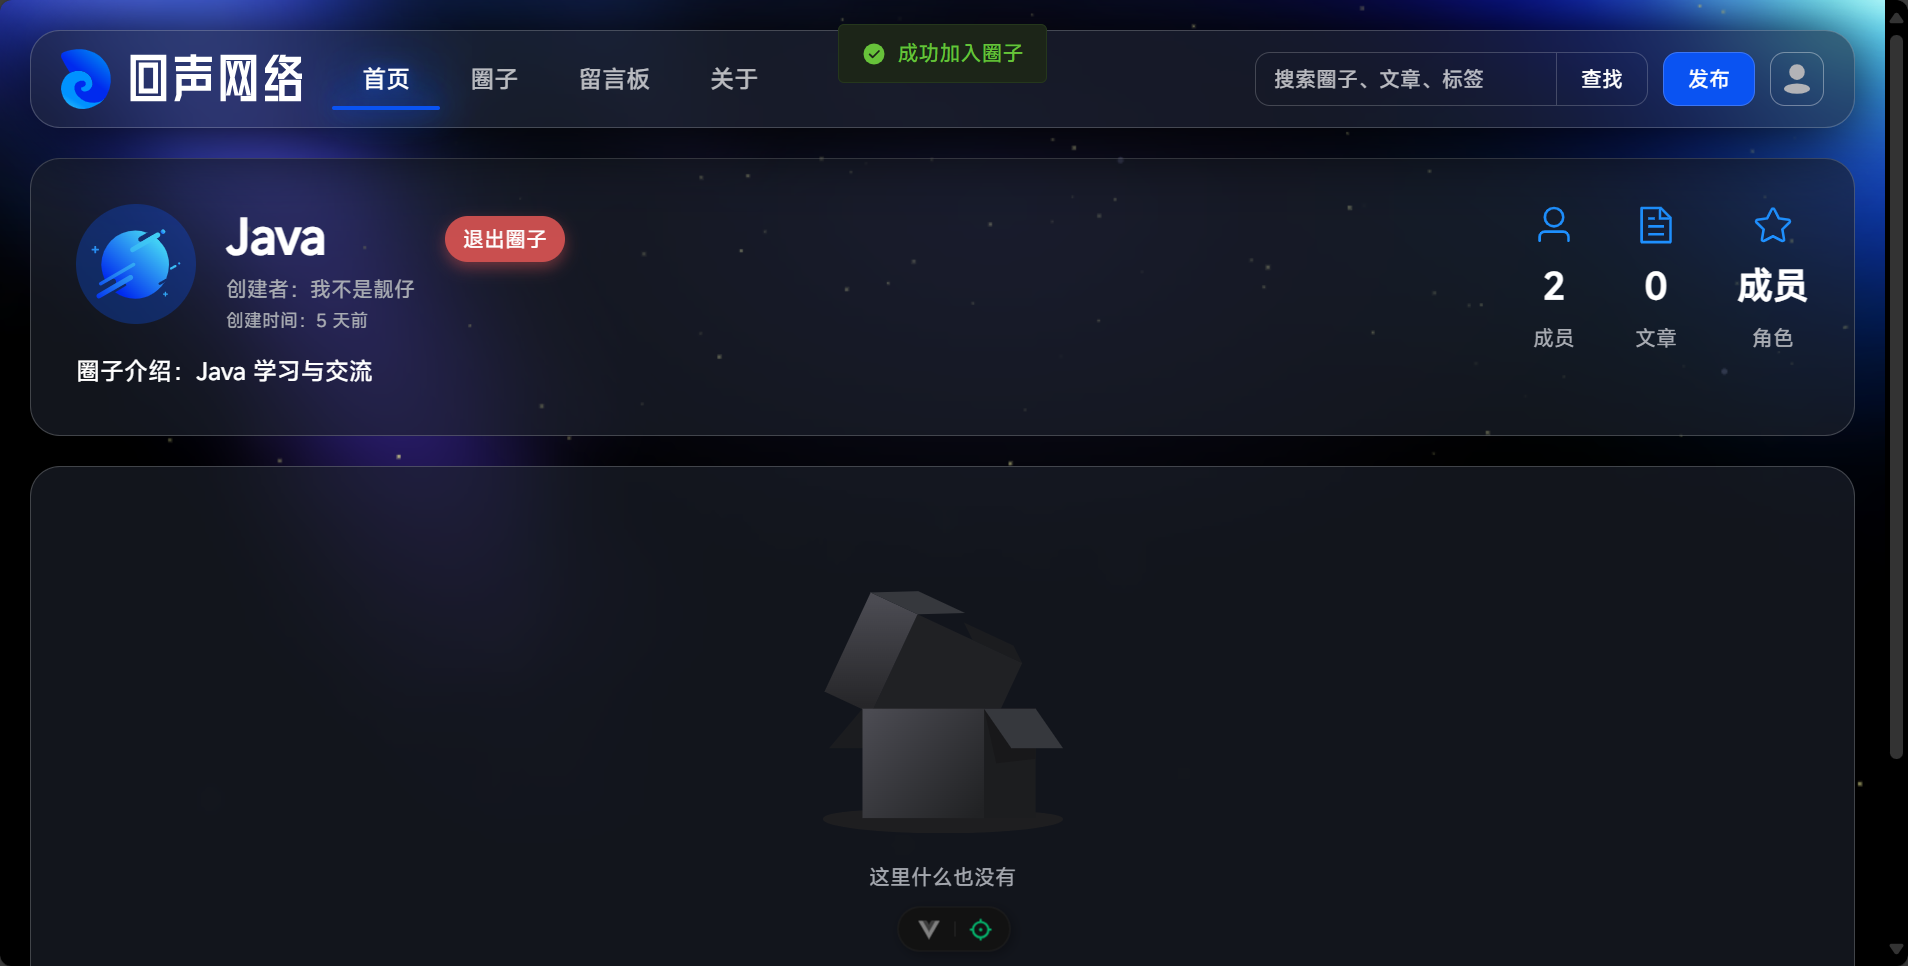 成功加入圈子
回声网络
首页
圈子
留言板
关于
搜索圈子、文章、标签
查找
发布
Java
退出圈子
创建者：我不是靓仔
创建时间：5 天前
圈子介绍：Java 学习与交流
2
成员
0
文章
成员
角色
这里什么也没有